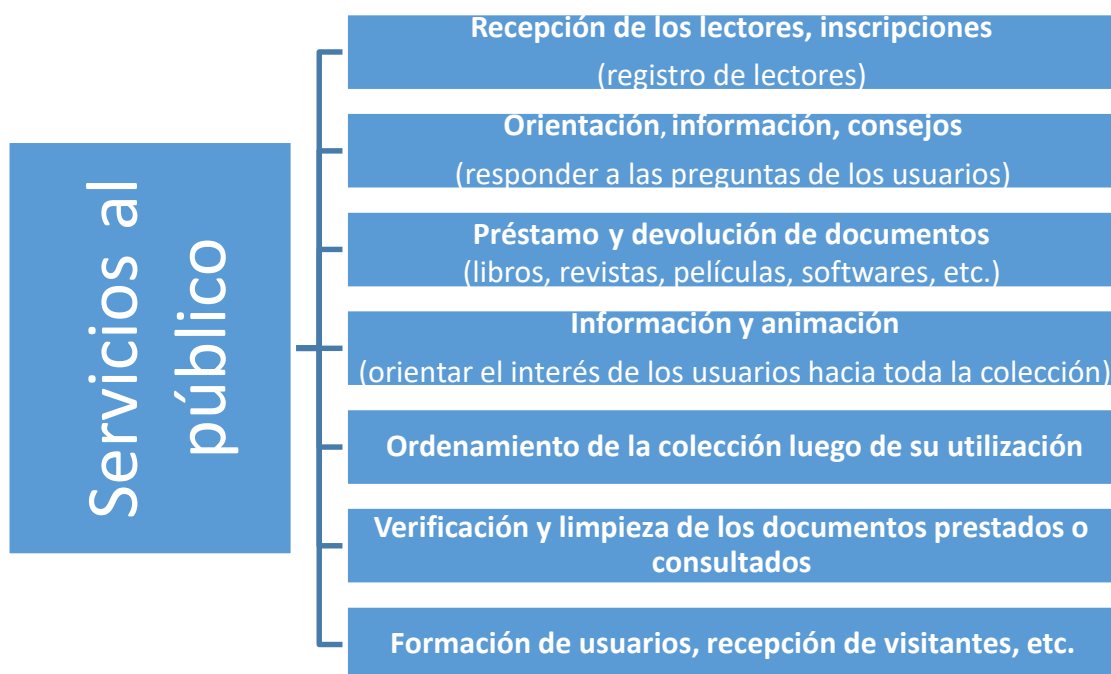 Servicios al
público
Recepción de los lectores, inscripciones
(registro de lectores)
Orientación, información, consejos
(responder a las preguntas de los usuarios)
Préstamo y devolución de documentos
(libros, revistas, películas, softwares, etc.)
Información y animación
(orientar el interés de los usuarios hacia toda la colección)
Ordenamiento de la colección luego de su utilización
Verificación y limpieza de los documentos prestados o
consultados
Formación de usuarios, recepción de visitantes, etc.